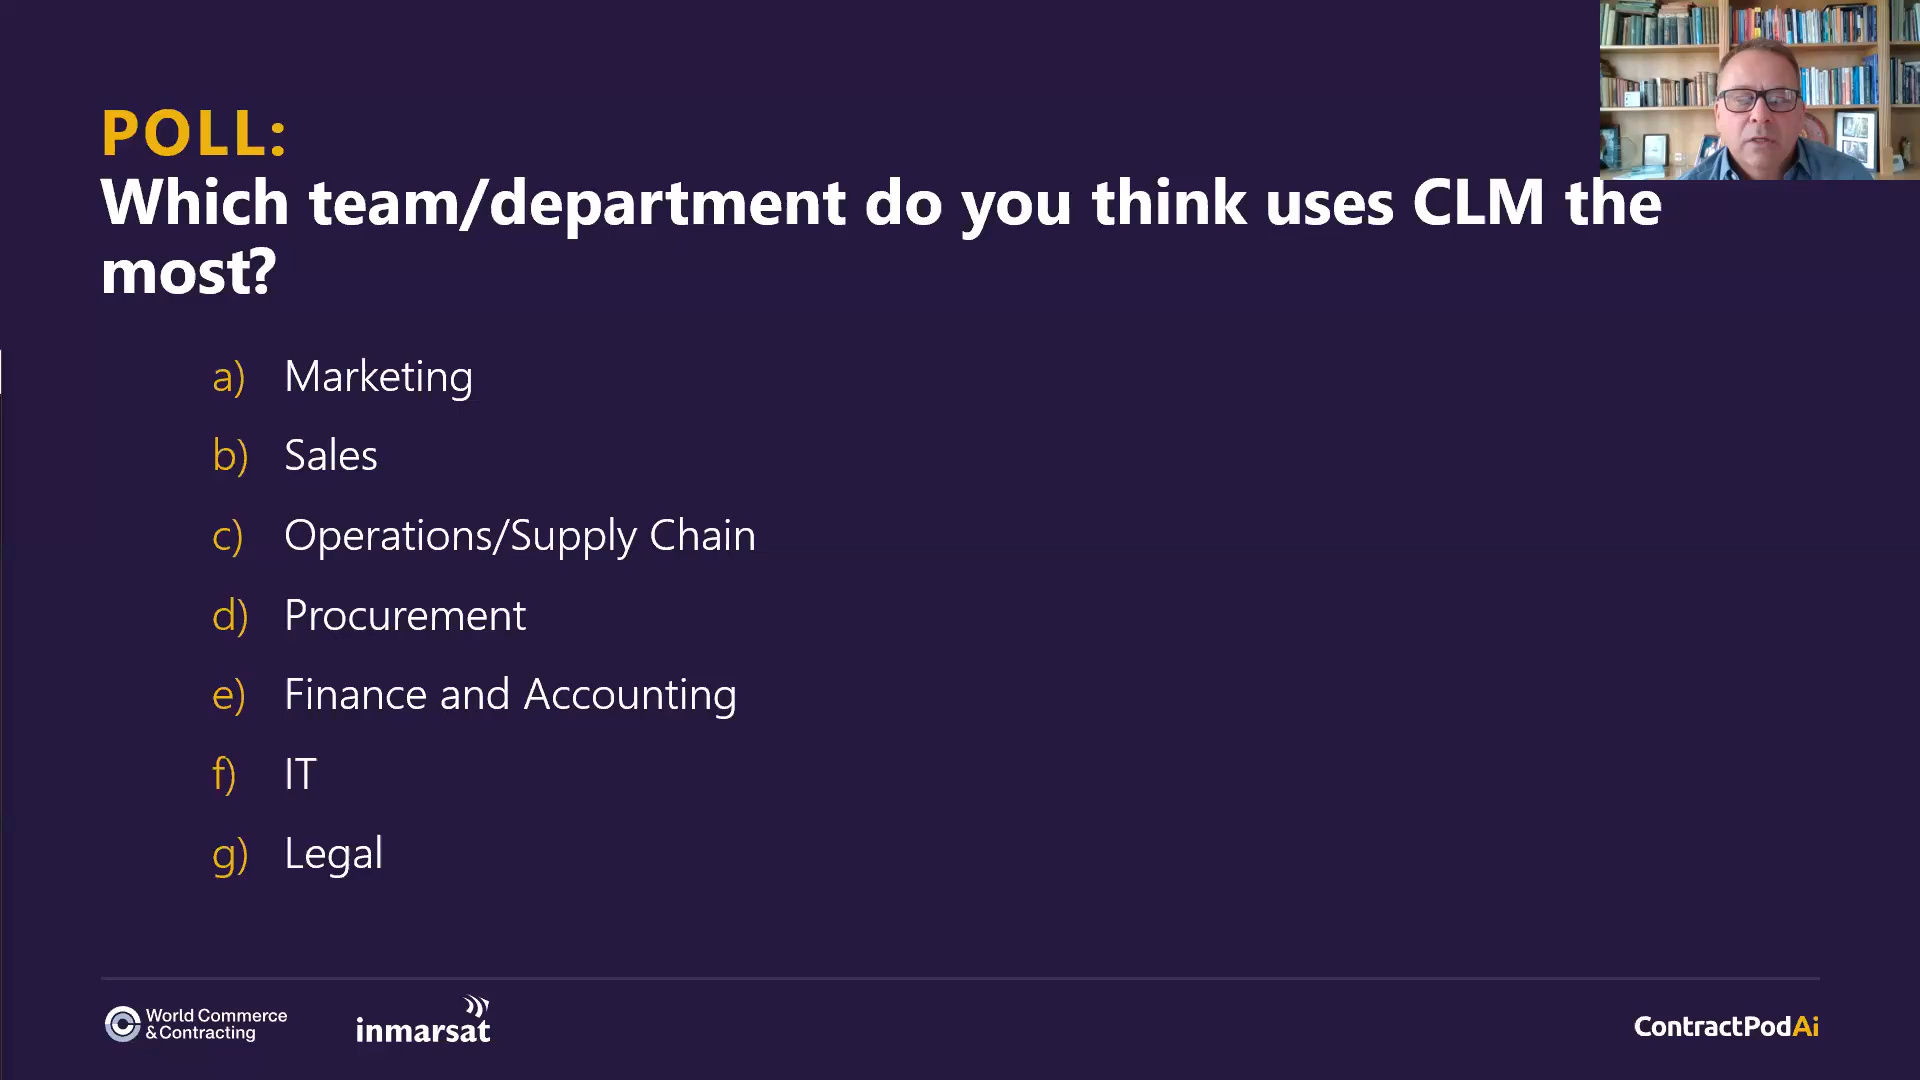 POLL:
Which team/department do you think uses CLM the
most?
a) Marketing
b) Sales
c) Operations/Supply Chain
d) Procurement
e) Finance and Accounting
f) IT
g) Legal
World Commerce
& Contracting
inmarsat
ContractPodAi